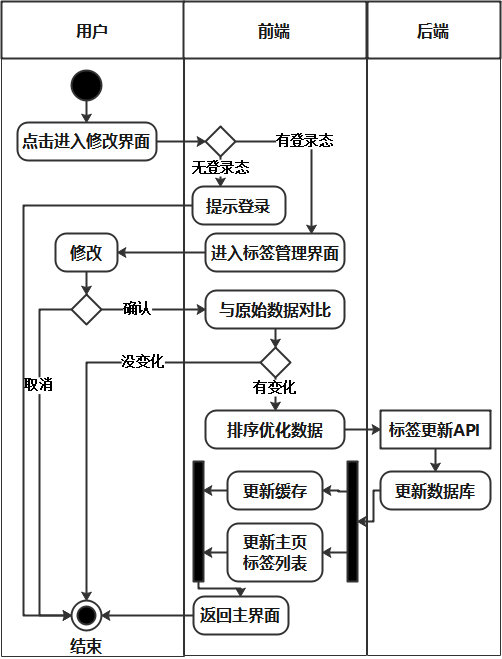 用户
前端
后端
点击进入修改界面
有登录态
无登录态
提示登录
修改
进入标签管理界面
确认
与原始数据对比
没变化
取消
有变化
排序优化数据
标签更新API
更新缓存
更新数据库
更新主页
标签列表
返回主界面
结束